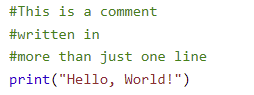 #This is a comment
#written in
#more than just one line
print("Hello, World!")